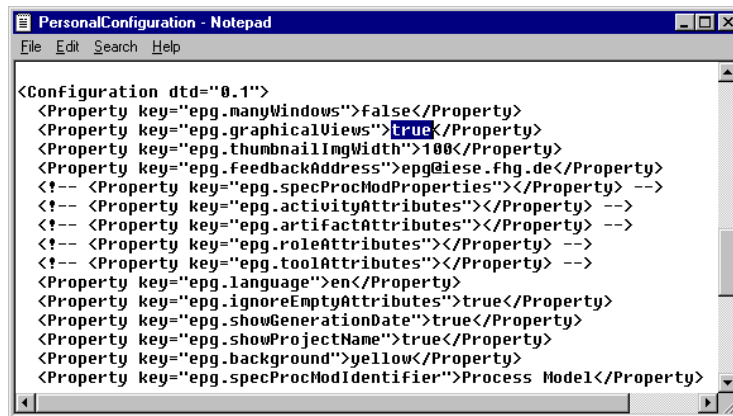 PersonalConfiguration - Notepad
File Edit Search Help
<Configuration dtd="0.1">
<Property key="epg.manyWindows">false</Property>
<Property key="epg.graphicalViews">true</Property>
<Property key="epg.thumbnailImgWidth">100</Property>
<Property key="epg.feedbackAddress">epg@iese.fhg.de</Property>
<!-- <Property key="epg.specProcModProperties"></Property> -->
<!-- <Property key="epg.activityAttributes"></Property> -->
<!-- <Property key="epg.artifactAttributes"></Property> -->
<!-- <Property key="epg.roleAttributes"></Property> -->
<!-- <Property key="epg.toolAttributes"></Property> -->
<Property key="epg.language">en</Property>
<Property key="epg.ignoreEmptyAttributes">true</Property>
<Property key="epg.showGenerationDate">true</Property>
<Property key="epg.showProjectName">true</Property>
<Property key="epg.background">yellow</Property>
<Property key="epg.specProcModIdentifier">Process Model</Property>